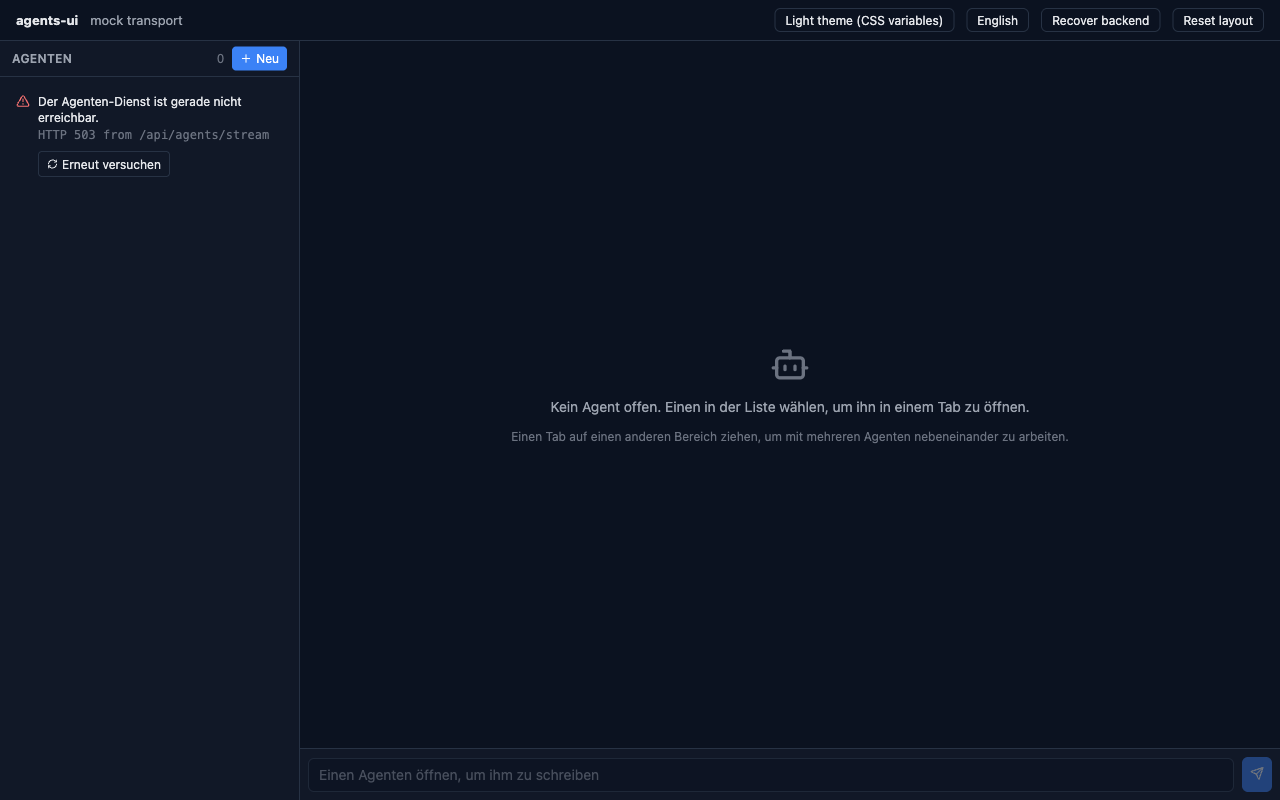 agents-ui mock transport
Light theme (CSS variables) English Recover backend Reset layout
AGENTEN 0 + Neu
Der Agenten-Dienst ist gerade nicht
erreichbar.
HTTP 503 from /api/agents/stream
Erneut versuchen
Kein Agent offen. Einen in der Liste wählen, um ihn in einem Tab zu öffnen.
Einen Tab auf einen anderen Bereich ziehen, um mit mehreren Agenten nebeneinander zu arbeiten.
Einen Agenten öffnen, um ihm zu schreiben